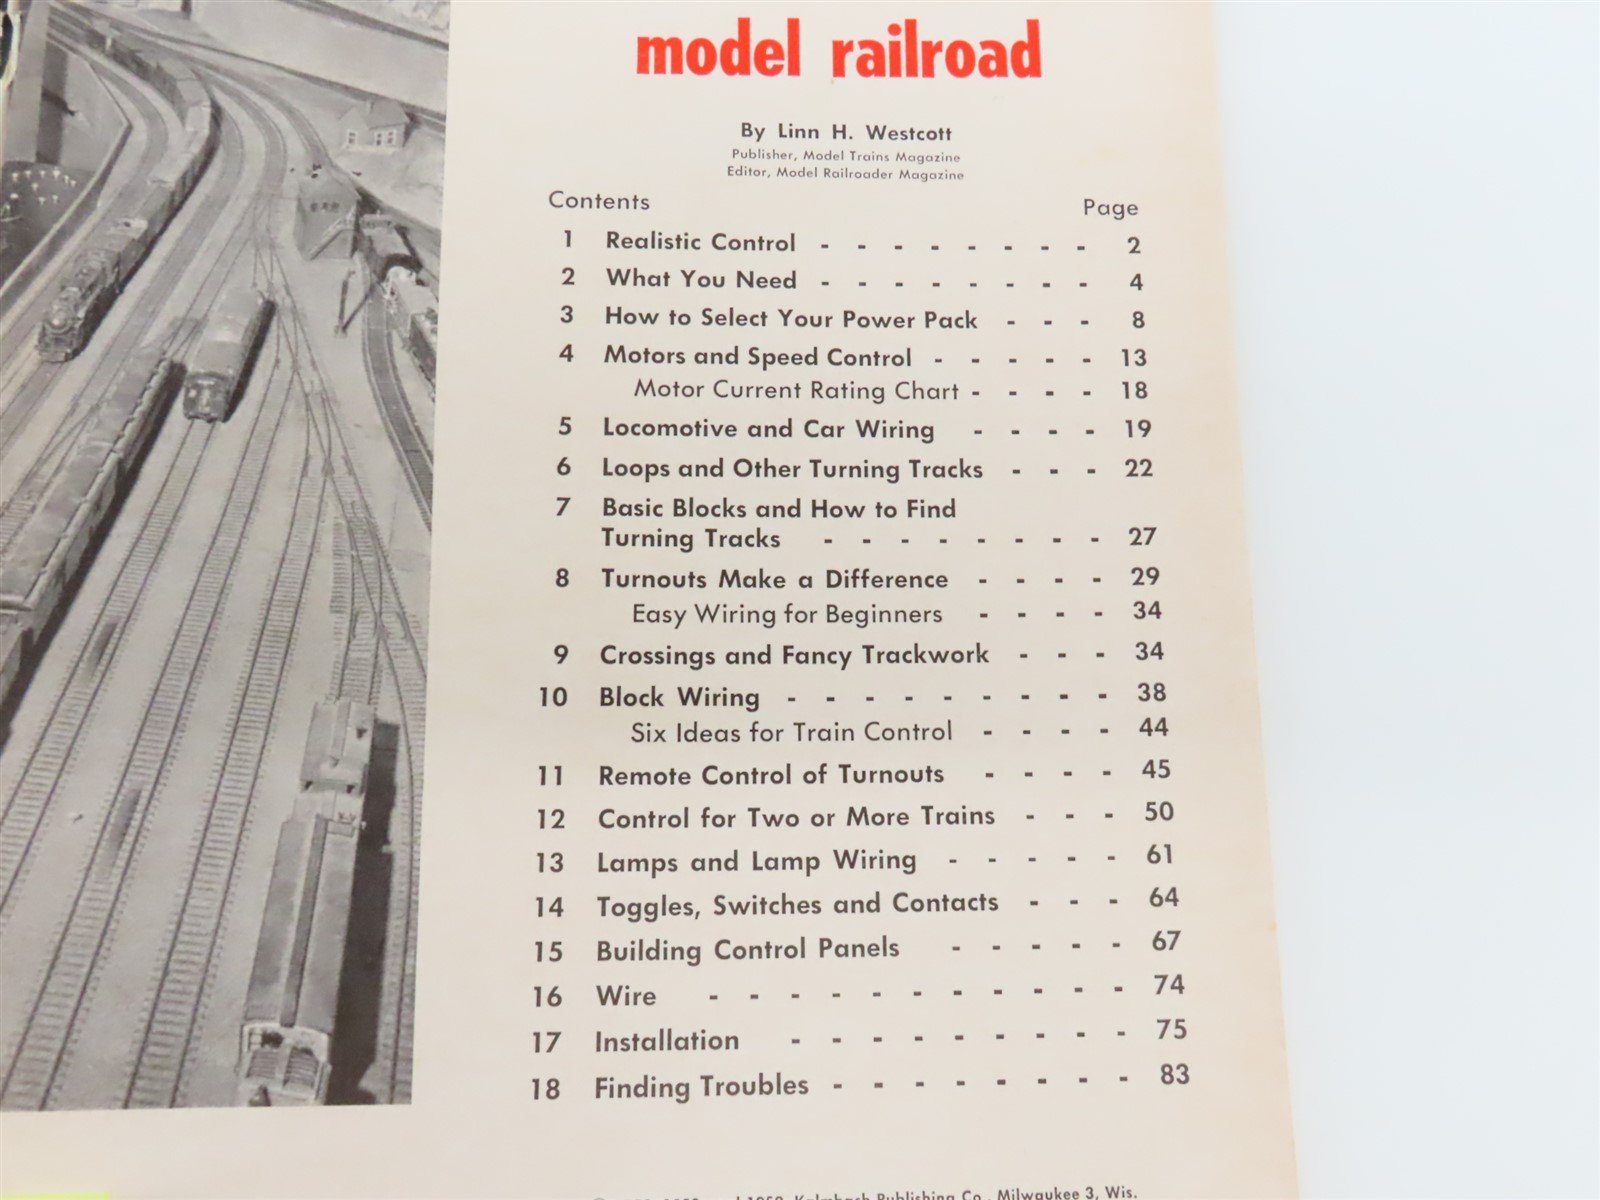 model railroad
By Linn H. Westcott
Publisher, Model Trains Magazine
Editor, Model Railroader Magazine
Contents Page
1 Realistic Control - - - - - - - - 2
2 What You Need - - - - - - - - 4
3 How to Select Your Power Pack - - - 8
4 Motors and Speed Control - - - - - 13
Motor Current Rating Chart - - - - 18
5 Locomotive and Car Wiring - - - - 19
6 Loops and Other Turning Tracks - - - 22
7 Basic Blocks and How to Find
Turning Tracks - - - - - - - - 27
8 Turnouts Make a Difference - - - - 29
Easy Wiring for Beginners - - - - 34
9 Crossings and Fancy Trackwork - - - 34
10 Block Wiring - - - - - - - - - 38
Six Ideas for Train Control - - - - 44
11 Remote Control of Turnouts - - - - 45
12 Control for Two or More Trains - - - 50
13 Lamps and Lamp Wiring - - - - - 61
14 Toggles, Switches and Contacts - - - 64
15 Building Control Panels - - - - - 67
16 Wire - - - - - - - - - - - 74
17 Installation - - - - - - - - - 75
18 Finding Troubles - - - - - - - - 83
Kalmbach Publishing Co., Milwaukee 3, Wis.